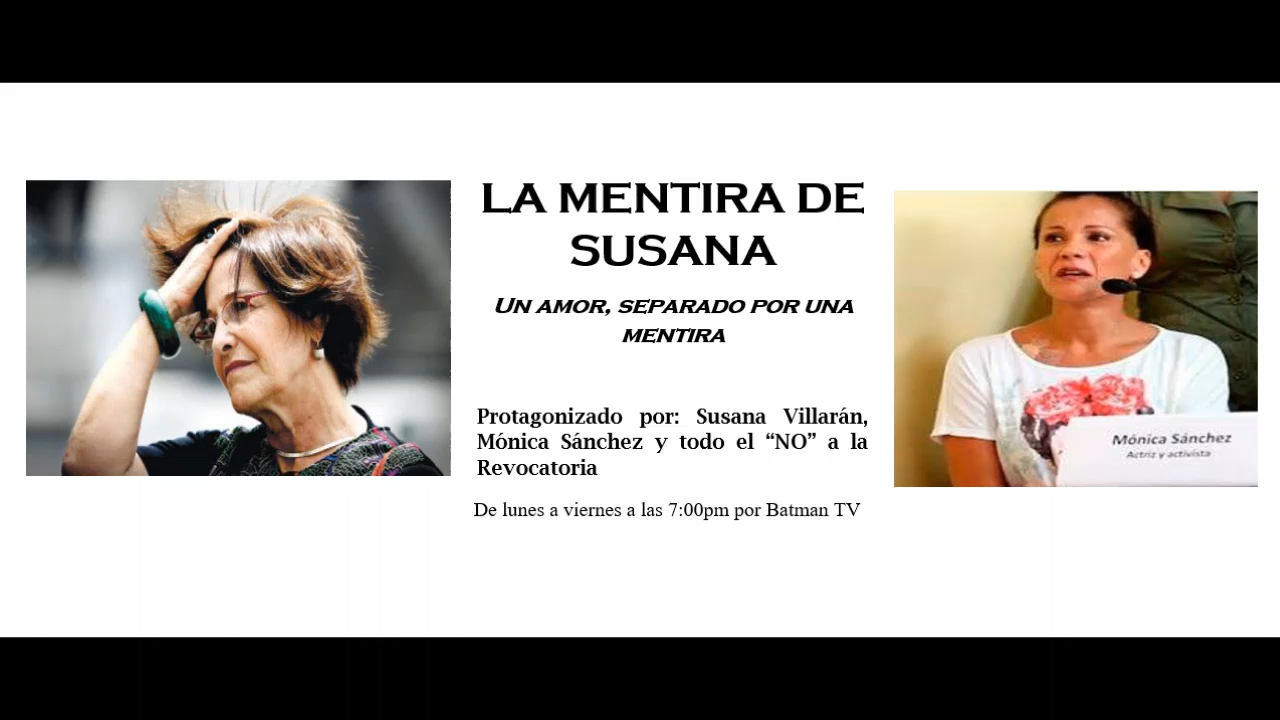 LA MENTIRA DE
SUSANA
UN AMOR, SEPARADO POR UNA
MENTIRA
Protagonizado por: Susana Villarán,
Mónica Sánchez y todo el “NO” a la
Revocatoria
De lunes a viernes a las 7:00pm por Batman TV
Mónica Sánchez
Actriz y activista